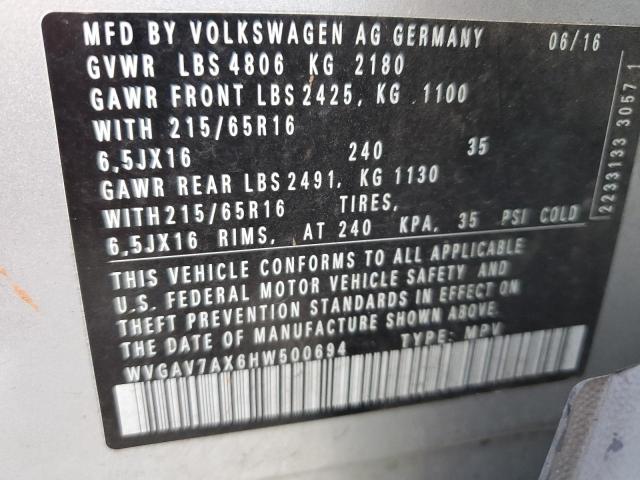 MFD BY VOLKSWAGEN AG GERMANY 06/16
GVWR LBS 4806 KG 2180
GAWR FRONT LBS 2425, KG 1100
WITH 215/65R16
6,5JX16 240 35
GAWR REAR LBS 2491, KG 1130
WITH 215/65R16 TIRES,
6,5JX16 RIMS, AT 240 KPA, 35 PSI COLD
THIS VEHICLE CONFORMS TO ALL APPLICABLE
U.S. FEDERAL MOTOR VEHICLE SAFETY AND
THEFT PREVENTION STANDARDS IN EFFECT ON
THE DATE OF MANUFACTURE SHOWN ABOVE.
WVGAV7AX6HW500694 TYPE: MPV
2233133 3057 1